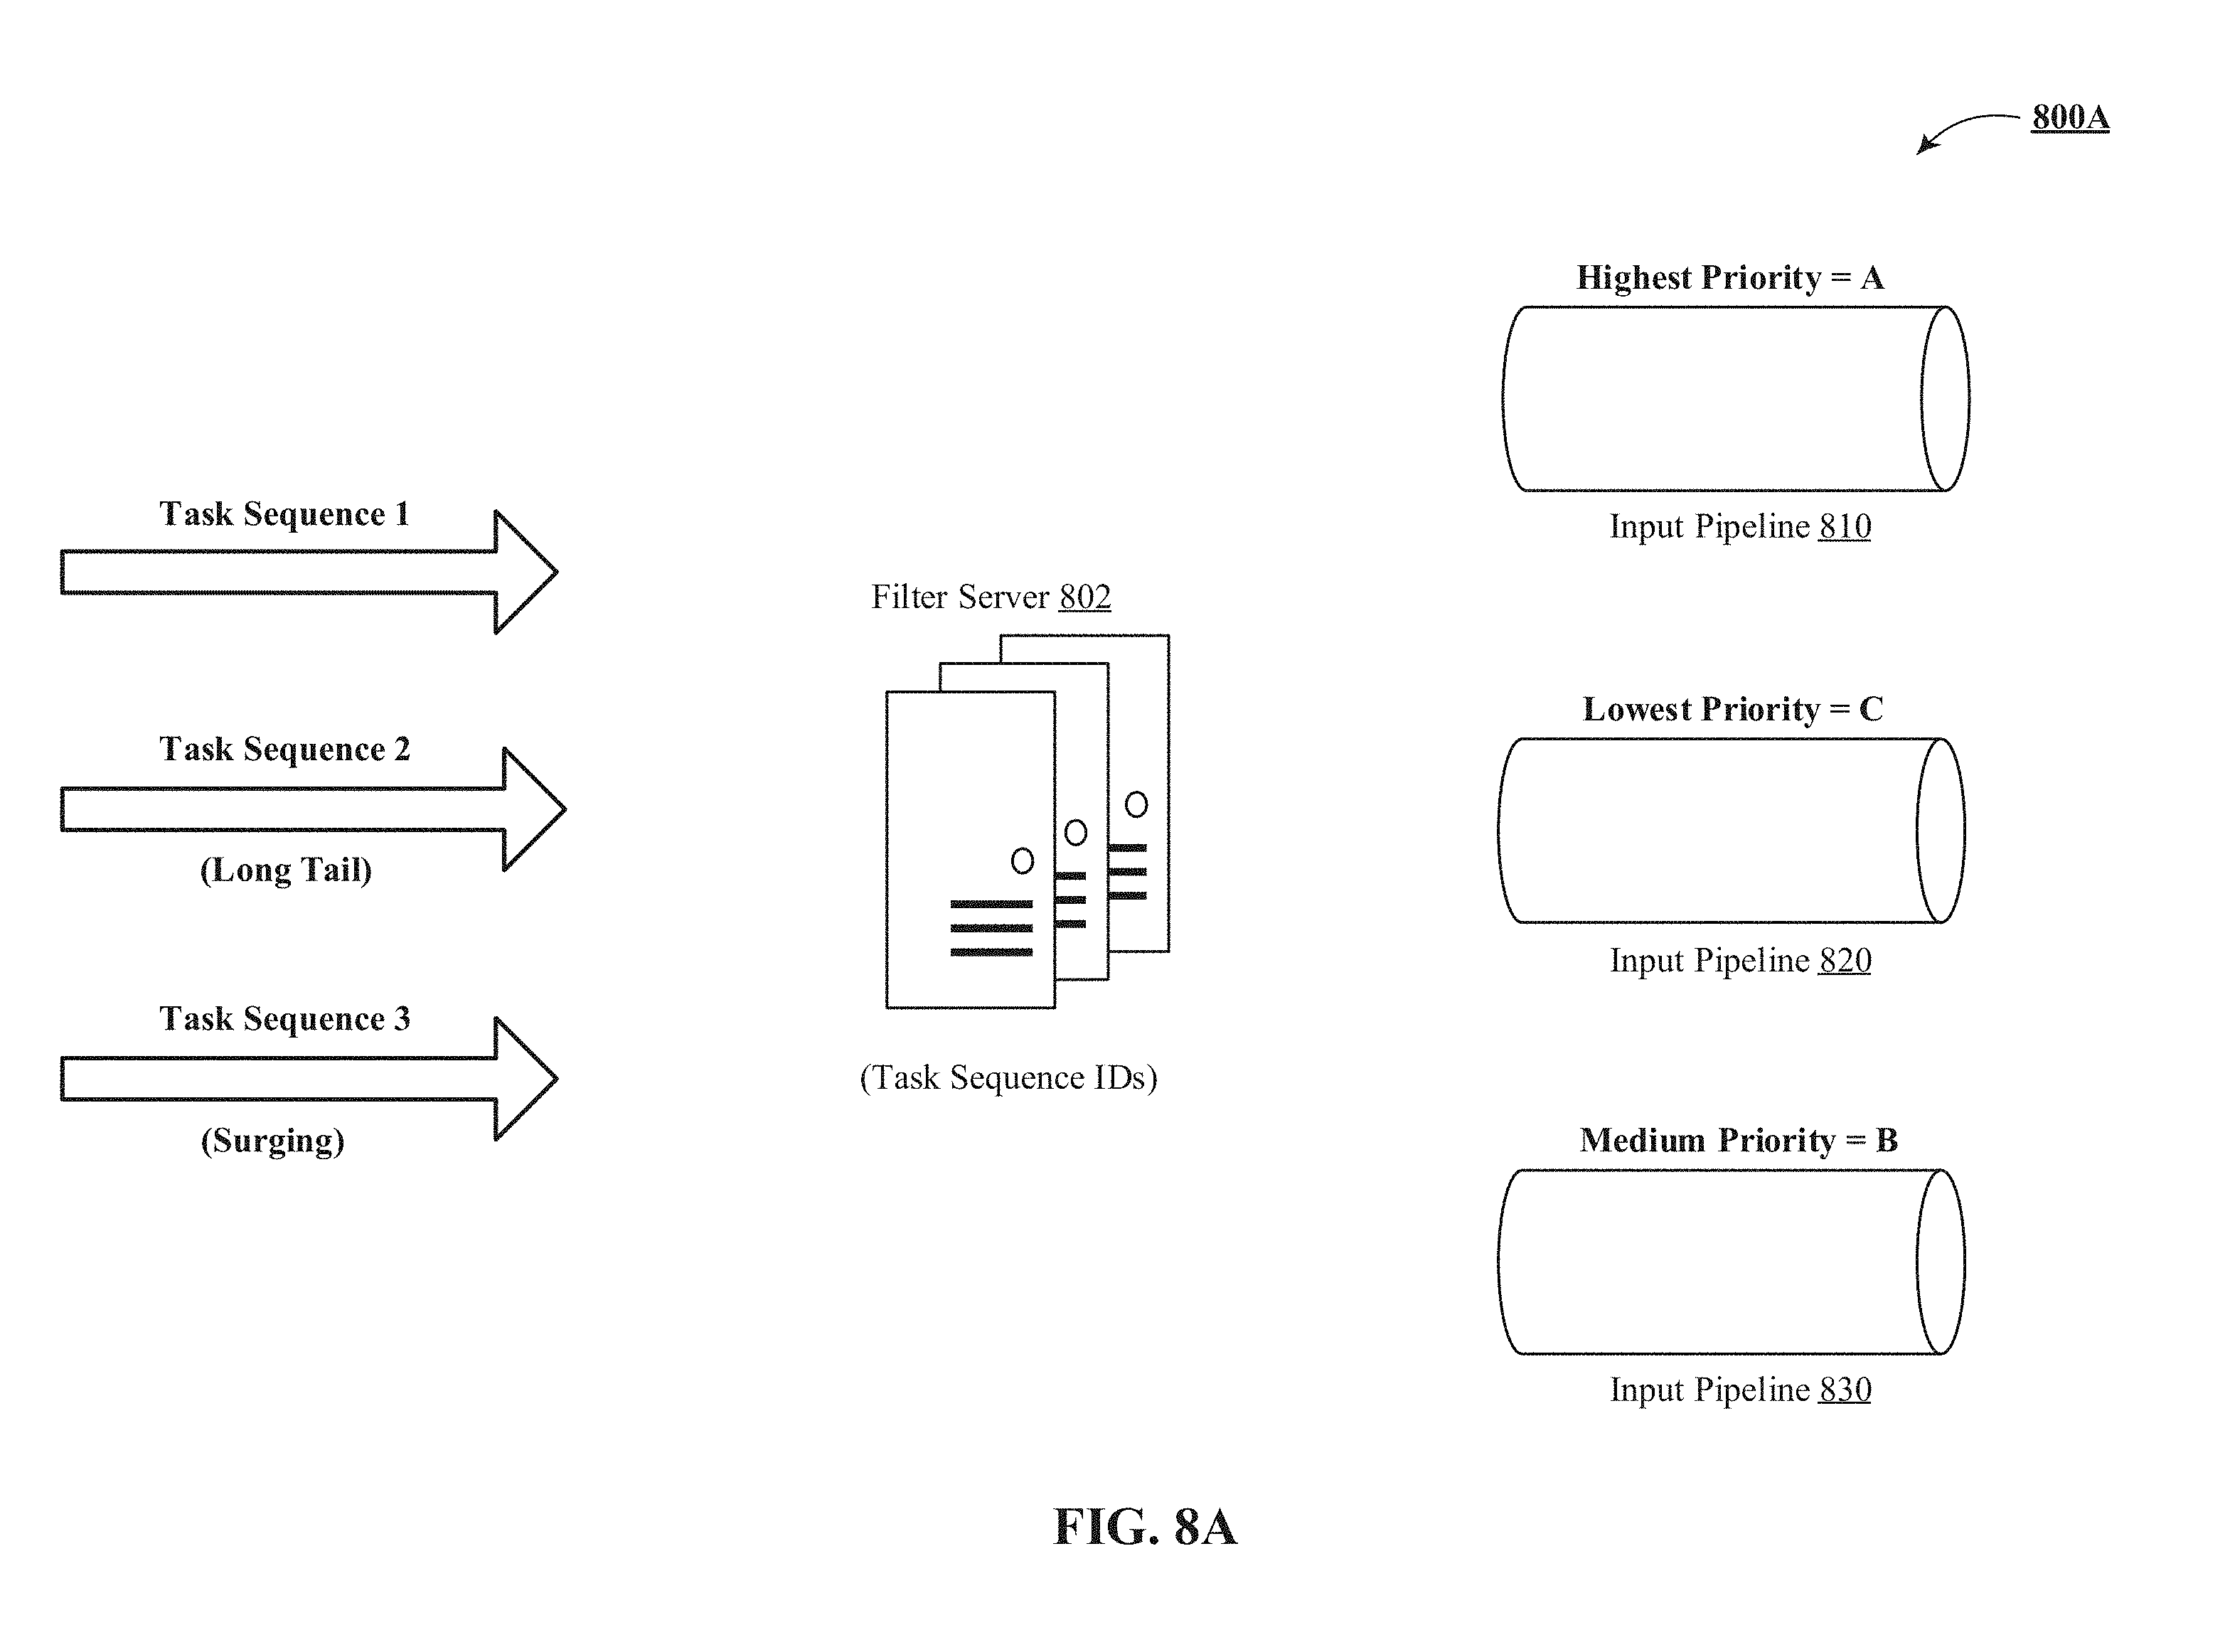 800A
Highest Priority = A
Input Pipeline 810
Task Sequence 1
Filter Server 802
Task Sequence 2
(Long Tail)
Lowest Priority = C
Input Pipeline 820
Task Sequence 3
(Surging)
(Task Sequence IDs)
Medium Priority = B
Input Pipeline 830
FIG. 8A